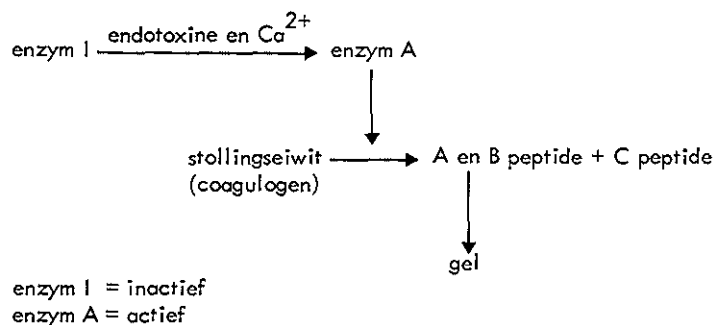 endotoxine en Ca2+
enzym I enzym A
stollingseiwit A en B peptide + C peptide
(coagulogen)
gel
enzym I = inactief
enzym A = actief